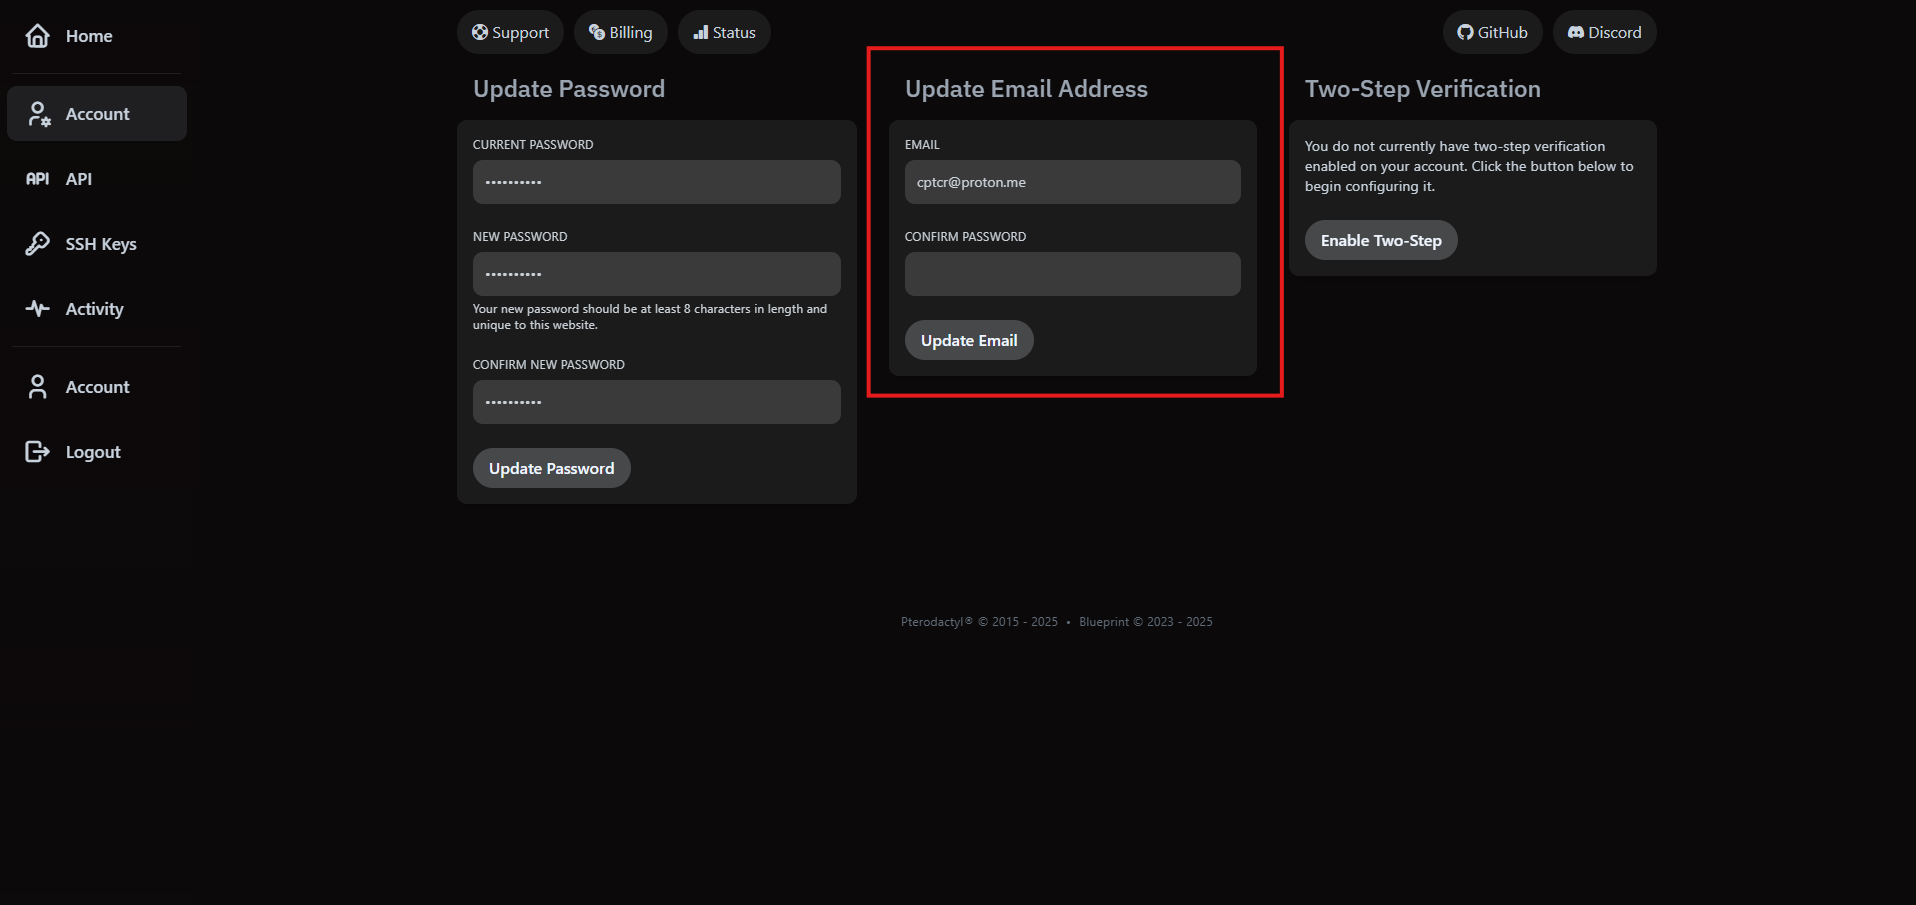 Home
Account
API
API
SSH Keys
Activity
Account
Logout
Support
Billing
Status
GitHub
Discord
Update Password
CURRENT PASSWORD
••••••••••
NEW PASSWORD
••••••••••
Your new password should be at least 8 characters in length and
unique to this website.
CONFIRM NEW PASSWORD
••••••••••
Update Password
Update Email Address
EMAIL
cptcr@proton.me
CONFIRM PASSWORD
Update Email
Two-Step Verification
You do not currently have two-step verification
enabled on your account. Click the button below to
begin configuring it.
Enable Two-Step
Pterodactyl® © 2015 - 2025 • Blueprint © 2023 - 2025